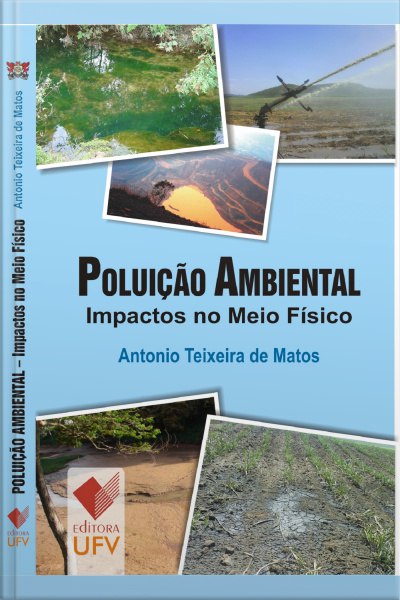 POLUIÇÃO AMBIENTAL
Impactos no Meio Físico
Antonio Teixeira de Matos
EDITORA
UFV
POLUIÇÃO AMBIENTAL – Impactos no Meio Físico
Antonio Teixeira de Matos
EDITORA
UFV